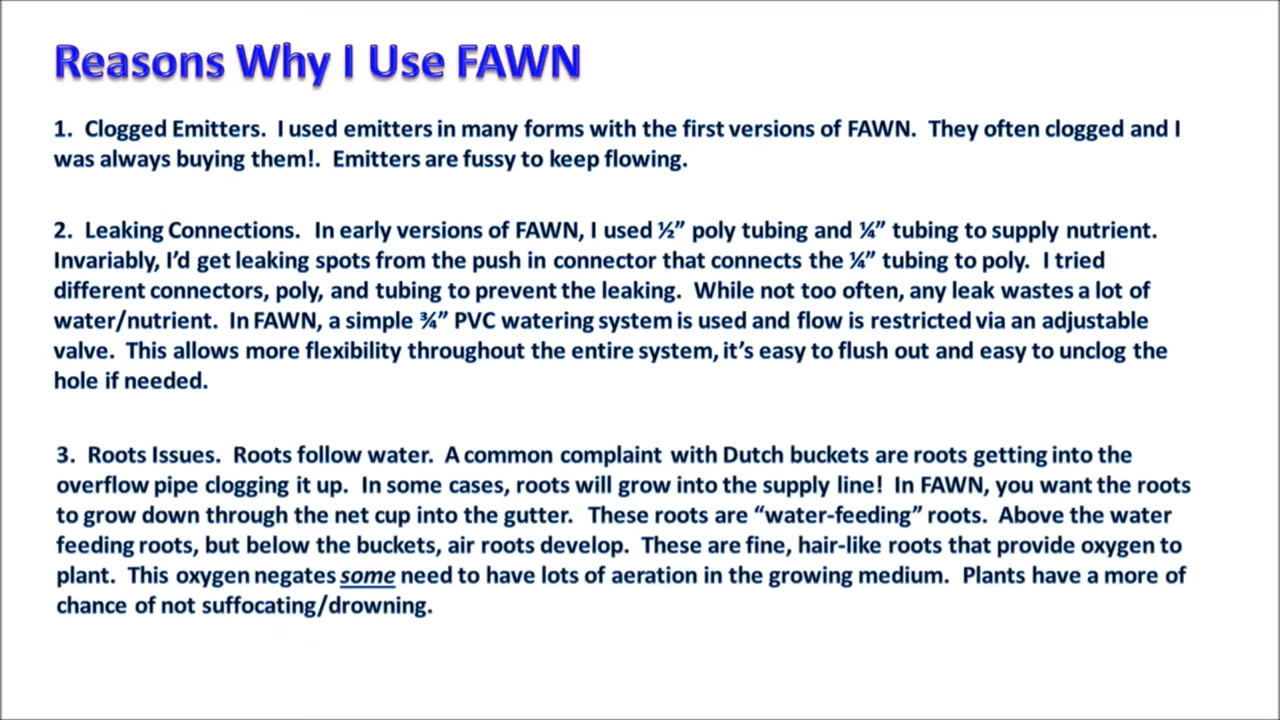 Reasons Why I Use FAWN
1.  Clogged Emitters.  I used emitters in many forms with the first versions of FAWN.  They often clogged and I
was always buying them!.  Emitters are fussy to keep flowing.
2.  Leaking Connections.  In early versions of FAWN, I used ½” poly tubing and ¼” tubing to supply nutrient.
Invariably, I’d get leaking spots from the push in connector that connects the ¼” tubing to poly.  I tried
different connectors, poly, and tubing to prevent the leaking.  While not too often, any leak wastes a lot of
water/nutrient.  In FAWN, a simple ¾” PVC watering system is used and flow is restricted via an adjustable
valve.  This allows more flexibility throughout the entire system, it’s easy to flush out and easy to unclog the
hole if needed.
3.  Roots Issues.  Roots follow water.  A common complaint with Dutch buckets are roots getting into the
overflow pipe clogging it up.  In some cases, roots will grow into the supply line!  In FAWN, you want the roots
to grow down through the net cup into the gutter.  These roots are “water-feeding” roots.  Above the water
feeding roots, but below the buckets, air roots develop.  These are fine, hair-like roots that provide oxygen to
plant.  This oxygen negates some need to have lots of aeration in the growing medium.  Plants have a more of
chance of not suffocating/drowning.